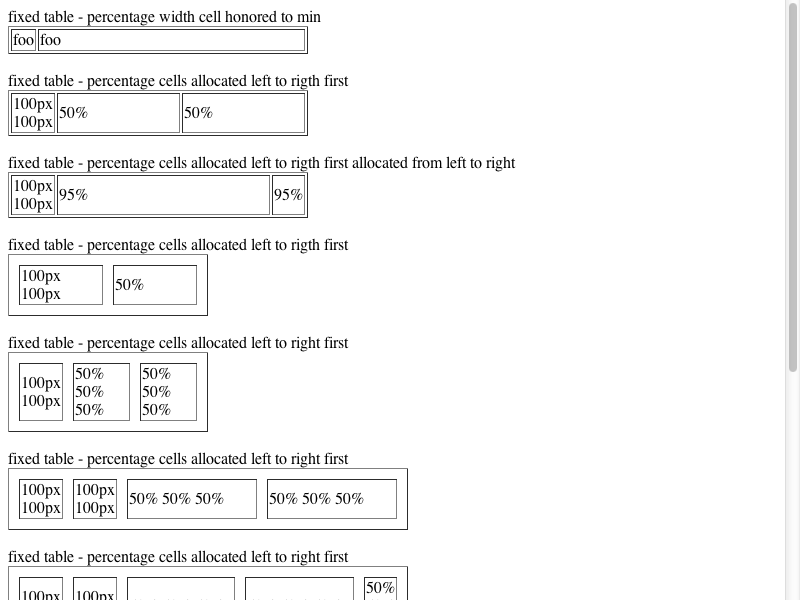 fixed table - percentage width cell honored to min
foo foo
fixed table - percentage cells allocated left to rigth first
100px
100px 50% 50%
fixed table - percentage cells allocated left to rigth first allocated from left to right
100px
100px 95% 95%
fixed table - percentage cells allocated left to rigth first
100px
100px 50%
fixed table - percentage cells allocated left to right first
100px
100px
50%
50%
50%
50%
50%
50%
fixed table - percentage cells allocated left to right first
100px
100px
100px
100px
50% 50% 50%
50% 50% 50%
fixed table - percentage cells allocated left to right first
100px
100px
50%